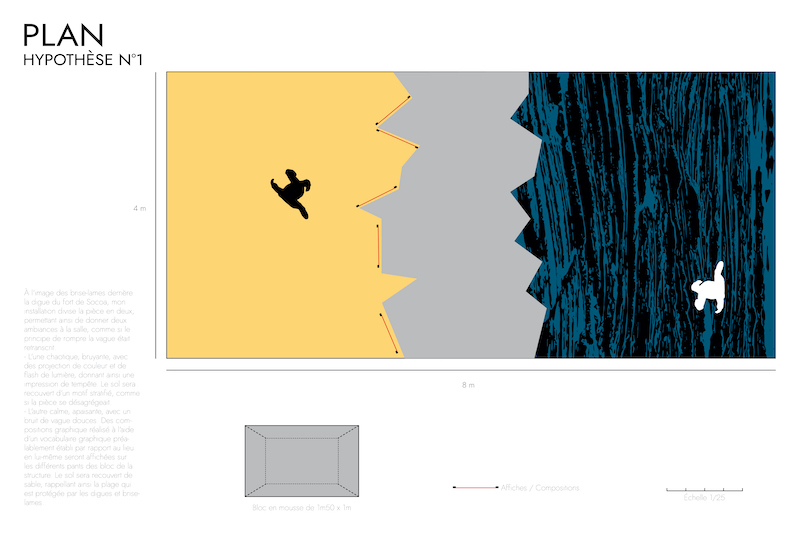 PLAN
HYPOTHÈSE N°1
4 m
À l'image des brise-lames derrière
la digue du fort de Socoa, mon
installation divise la pièce en deux,
permettant ainsi de donner deux
ambiances à la salle; comme si le
principe de rompre la vague était
retranscrit.
- L'une chaotique, bruyante, avec
des projection de couleur et de
flash de lumière, donnant ainsi une
impression de tempête. Le sol sera
recouvert d'un motif stratifié, comme
si la pièce se désagrégeait.
- L'autre calme, apaisante, avec un
bruit de vague douces. Des com-
positions graphique réalisé à l'aide
d'un vocabulaire graphique préa-
lablement établi par rapport au lieu
en lui-même seront affichées sur
les différents pants des bloc de la
structure. Le sol sera recouvert de
sable, rappelant ainsi la plage qui
est protégée par les digues et brise-
lames.
8 m
Bloc en mousse de 1m50 x 1m
Affiches / Compositions
Échelle 1/25